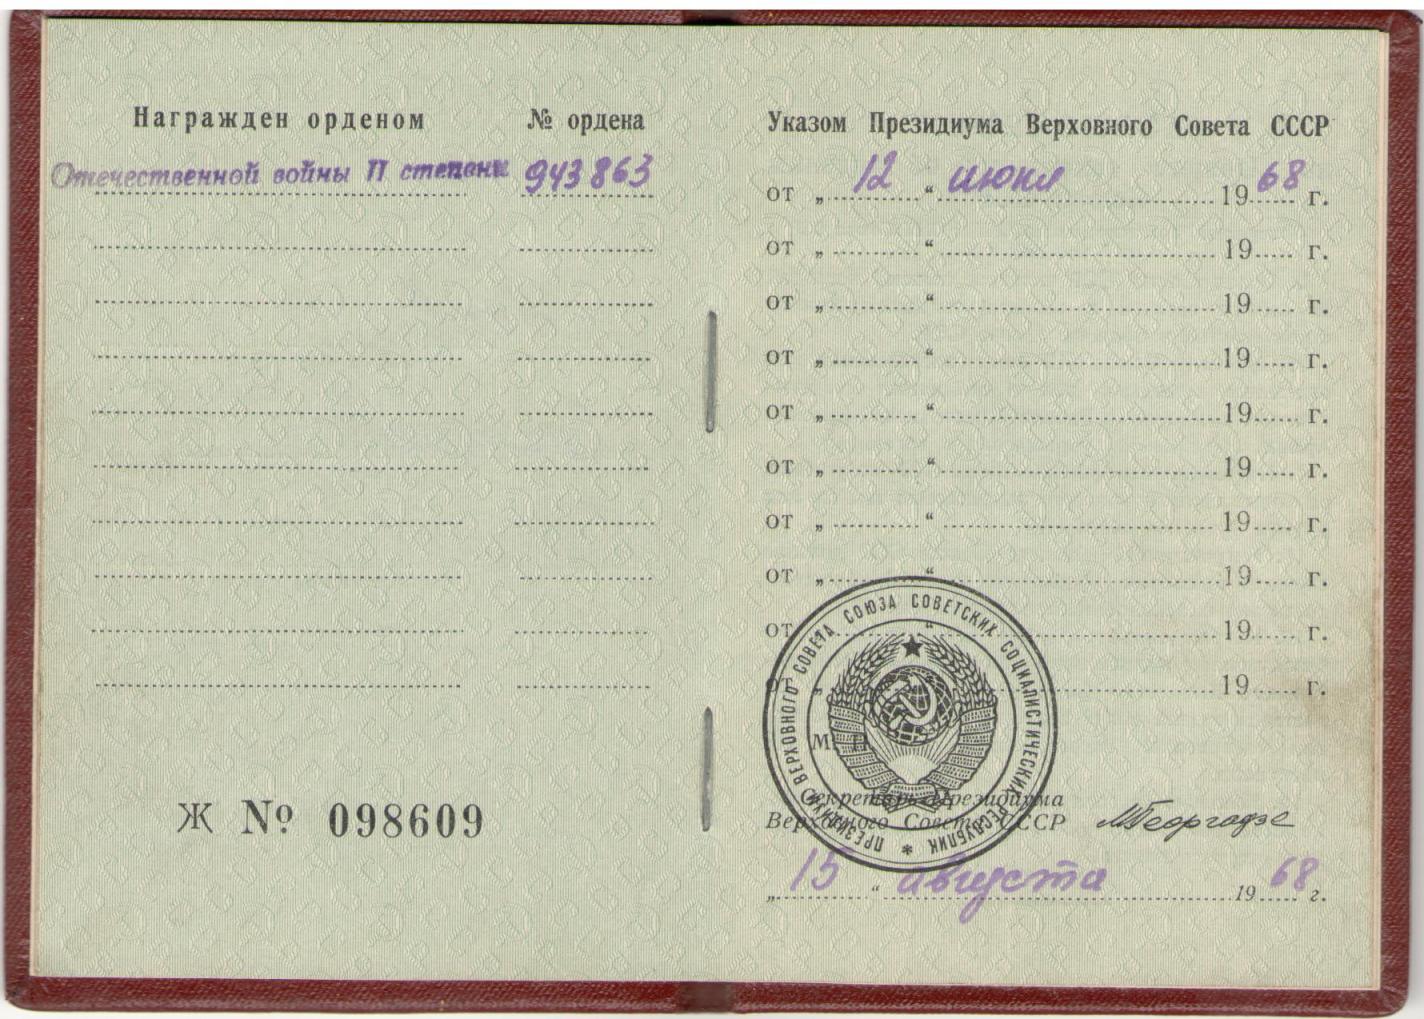 Награжден орденом № ордена
Отечественной войны II степени 943863
Ж № 098609
Указом Президиума Верховного Совета СССР
от „ 12 “ июня 1968 г.
от „ “ 19 г.
от „ “ 19 г.
от „ “ 19 г.
от „ “ 19 г.
от „ “ 19 г.
от „ “ 19 г.
от „ “ 19 г.
от „ “ 19 г.
от „ “ 19 г.
ПРЕЗИДИУМ ВЕРХОВНОГО СОВЕТА СОЮЗА СОВЕТСКИХ СОЦИАЛИСТИЧЕСКИХ РЕСПУБЛИК *
М. П.
Секретарь Президиума
Верховного Совета СССР МГеоргадзе
„ 15 “ августа 1968 г.